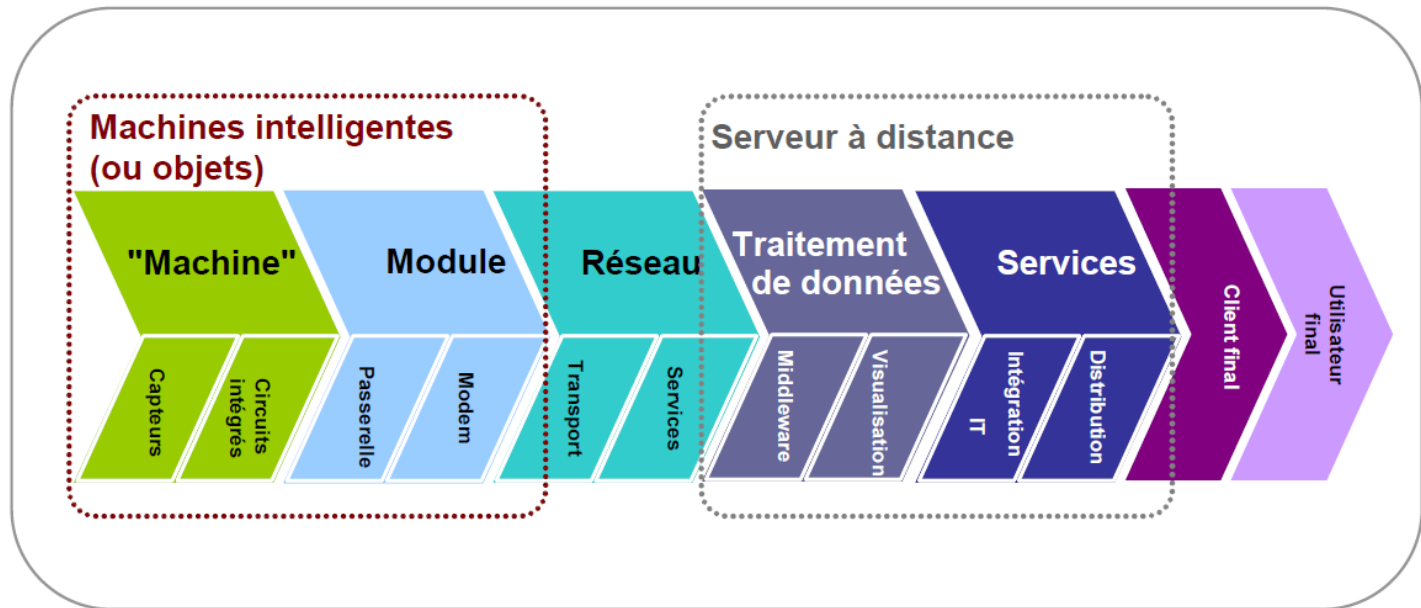 Machines intelligentes
(ou objets)
Serveur à distance
"Machine"
Module
Réseau
Traitement
de données
Services
Client final
Utilisateur
final
Capteurs
Circuits
intégrés
Passerelle
Modem
Transport
Services
Middleware
Visualisation
Intégration
IT
Distribution